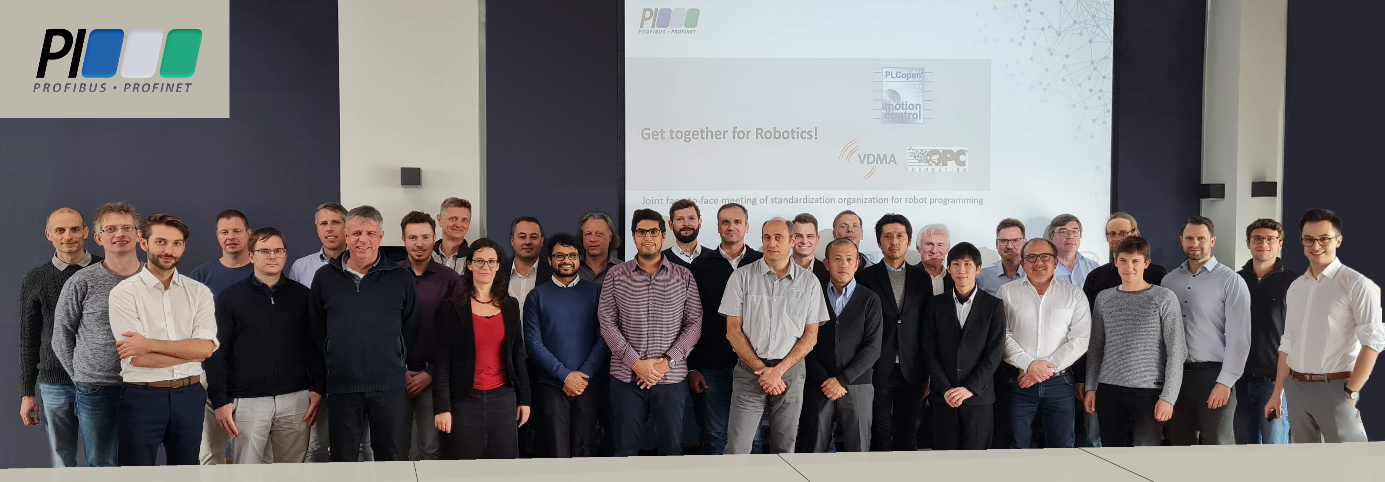 PI
PROFIBUS • PROFINET
PI
PROFIBUS • PROFINET
PLCopen
motion
control
Get together for Robotics!
VDMA
OPC
FOUNDATION
Joint face-to-face meeting of standardization organization for robot programming